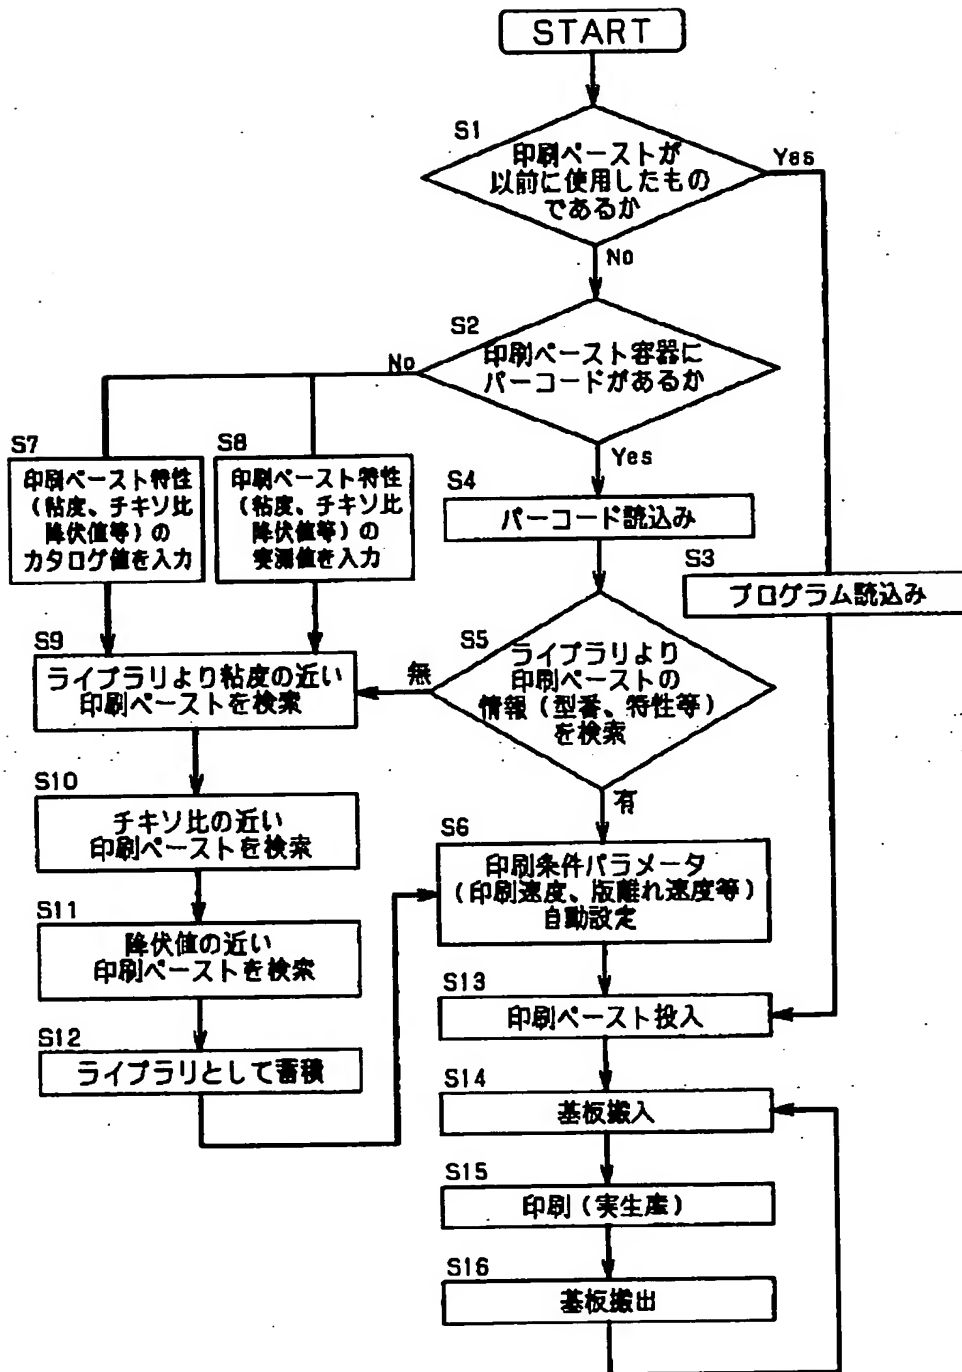 START
S1
印刷ペーストが
以前に使用したもの
であるか
Yes
No
S2
印刷ペースト容器に
バーコードがあるか
No
Yes
S7
印刷ペースト特性
(粘度、チキソ比
降伏値等)の
カタログ値を入力
S8
印刷ペースト特性
(粘度、チキソ比
降伏値等)の
実測値を入力
S4
バーコード読込み
S3
プログラム読込み
S5
ライブラリより
印刷ペーストの
情報(型番、特性等)
を検索
無
有
S9
ライブラリより粘度の近い
印刷ペーストを検索
S10
チキソ比の近い
印刷ペーストを検索
S11
降伏値の近い
印刷ペーストを検索
S12
ライブラリとして蓄積
S6
印刷条件パラメータ
(印刷速度、版離れ速度等)
自動設定
S13
印刷ペースト投入
S14
基板搬入
S15
印刷(実生産)
S16
基板搬出